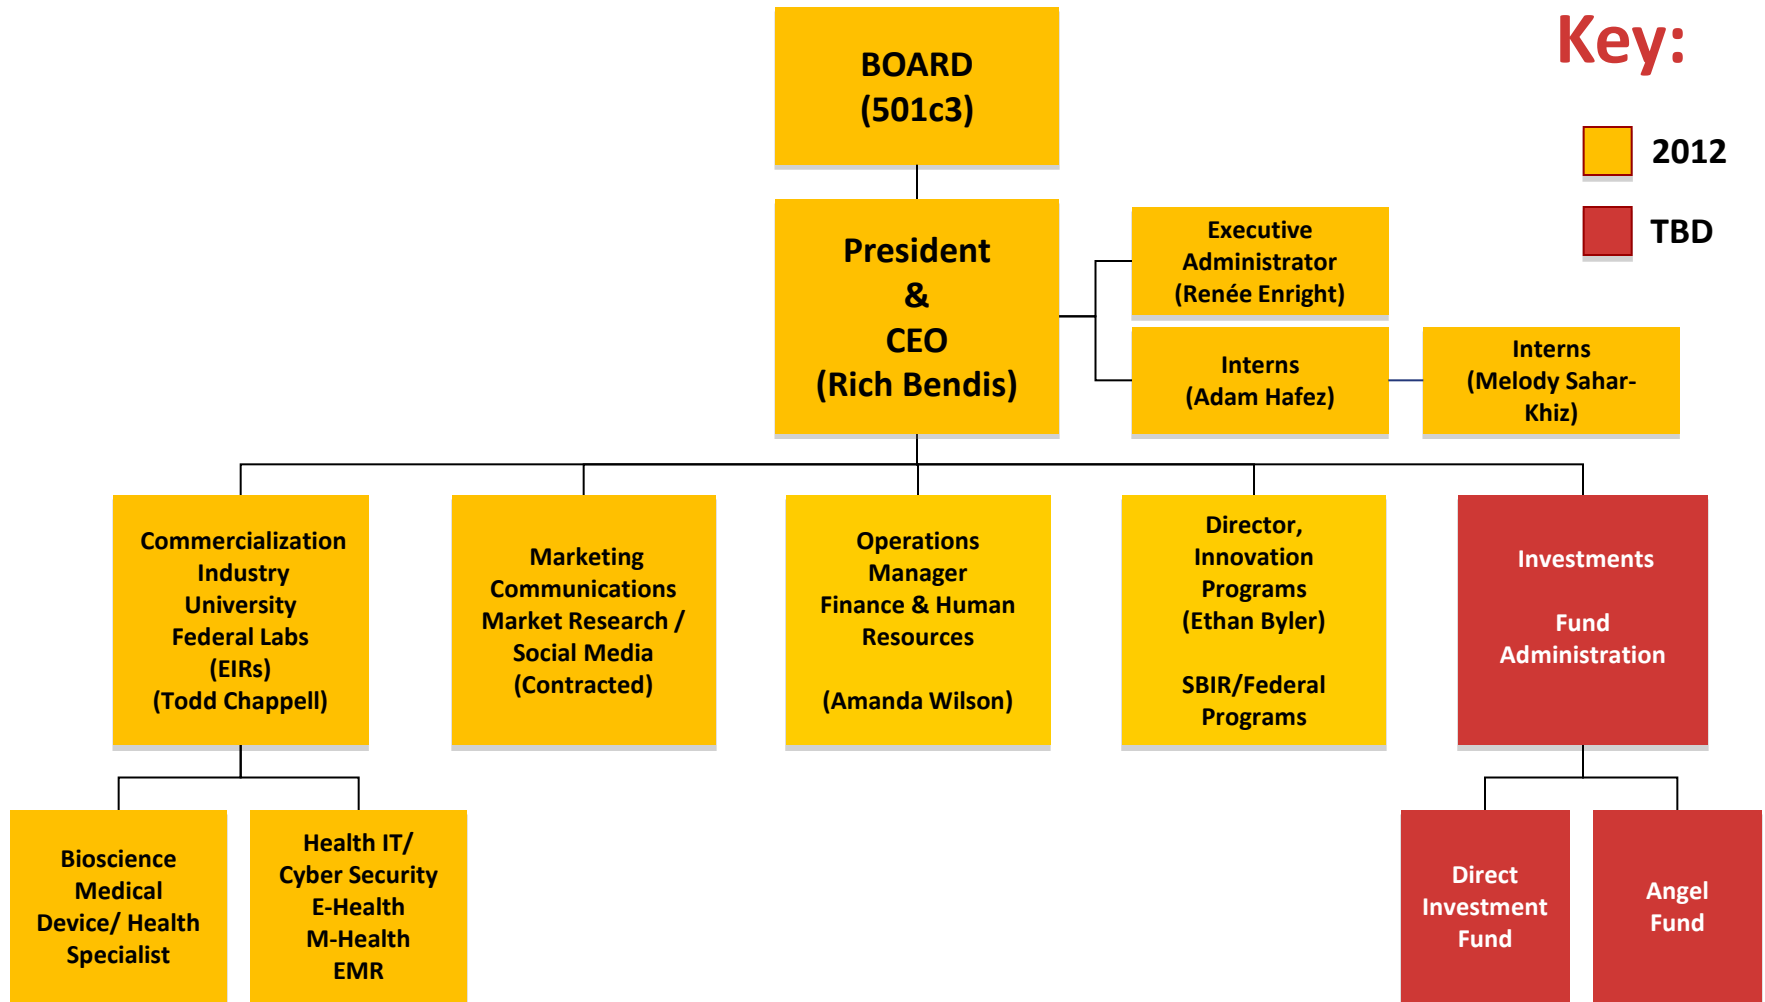 BOARD
(501c3)
Key:
2012
TBD
President
&
CEO
(Rich Bendis)
Executive
Administrator
(Renée Enright)
Interns
(Adam Hafez)
Interns
(Melody Sahar-
Khiz)
Commercialization
Industry
University
Federal Labs
(EIRs)
(Todd Chappell)
Marketing
Communications
Market Research /
Social Media
(Contracted)
Operations
Manager
Finance & Human
Resources
(Amanda Wilson)
Director,
Innovation
Programs
(Ethan Byler)
SBIR/Federal
Programs
Investments
Fund
Administration
Bioscience
Medical
Device/ Health
Specialist
Health IT/
Cyber Security
E-Health
M-Health
EMR
Direct
Investment
Fund
Angel
Fund